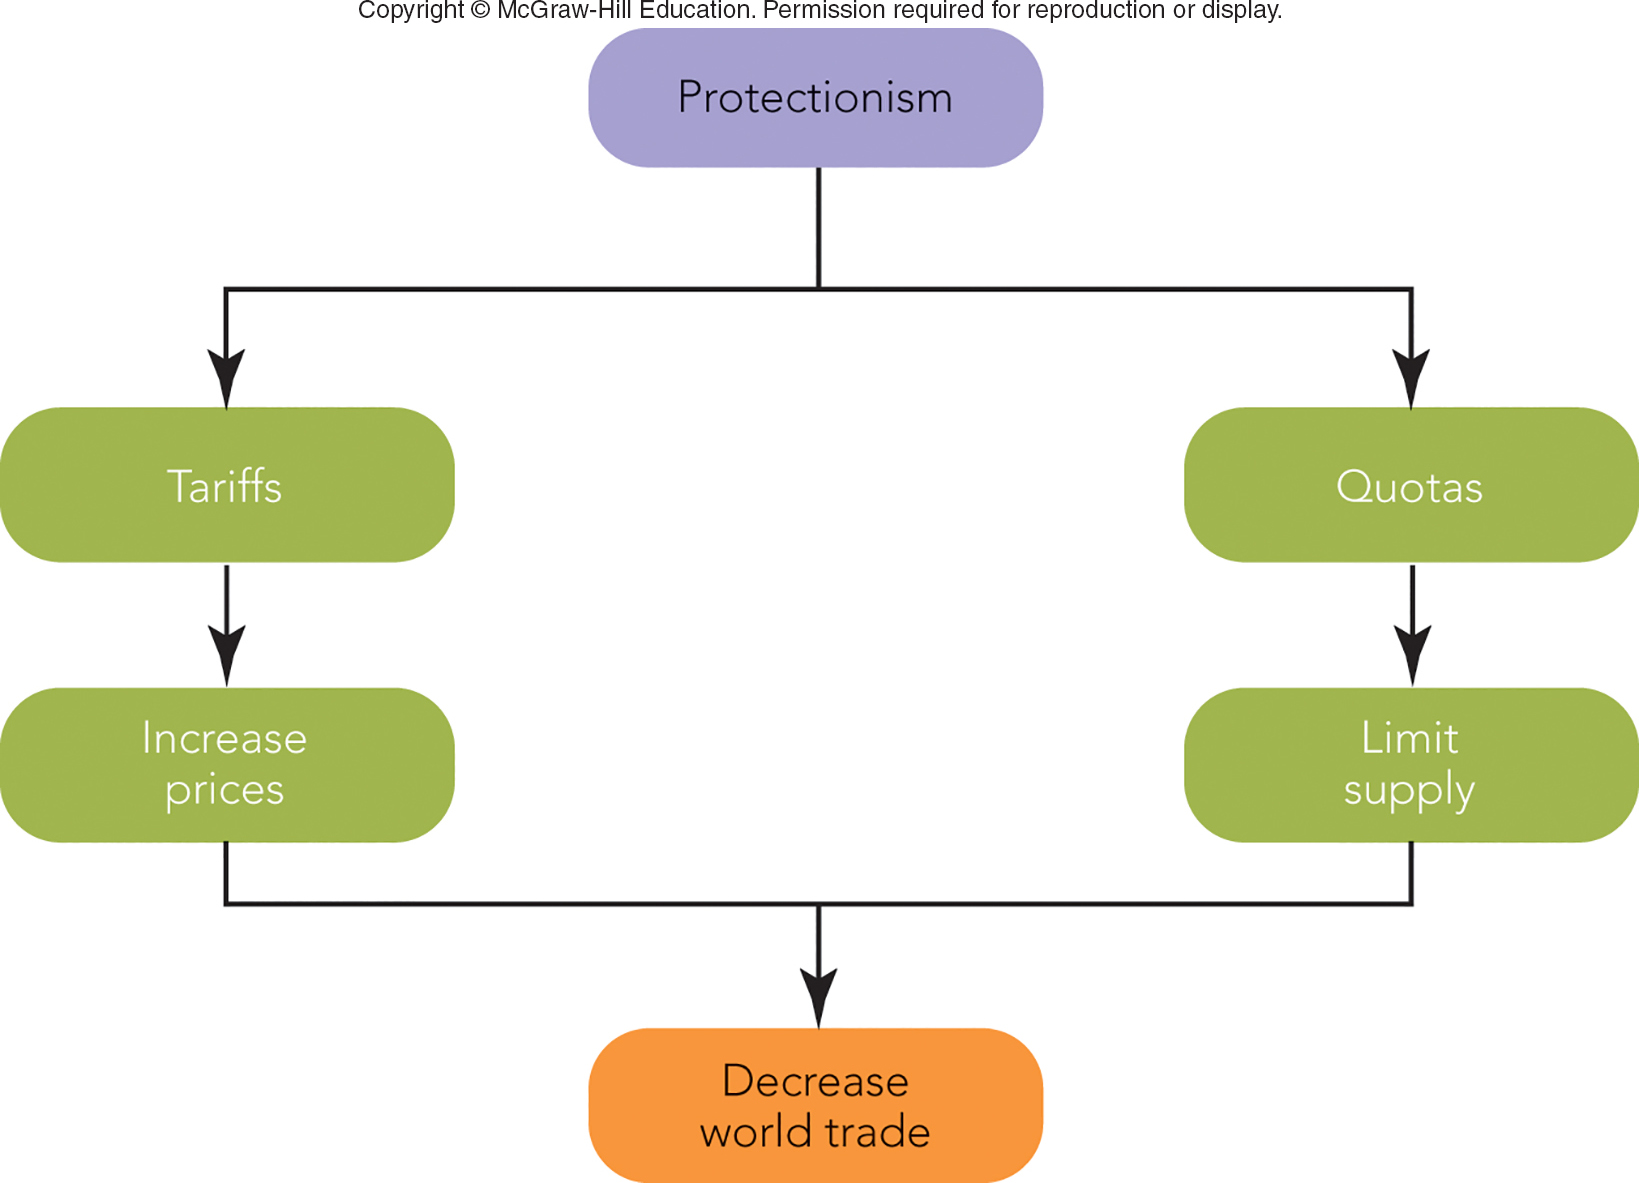 Copyright © McGraw-Hill Education. Permission required for reproduction or display.
Protectionism
Tariffs
Quotas
Increase
prices
Limit
supply
Decrease
world trade